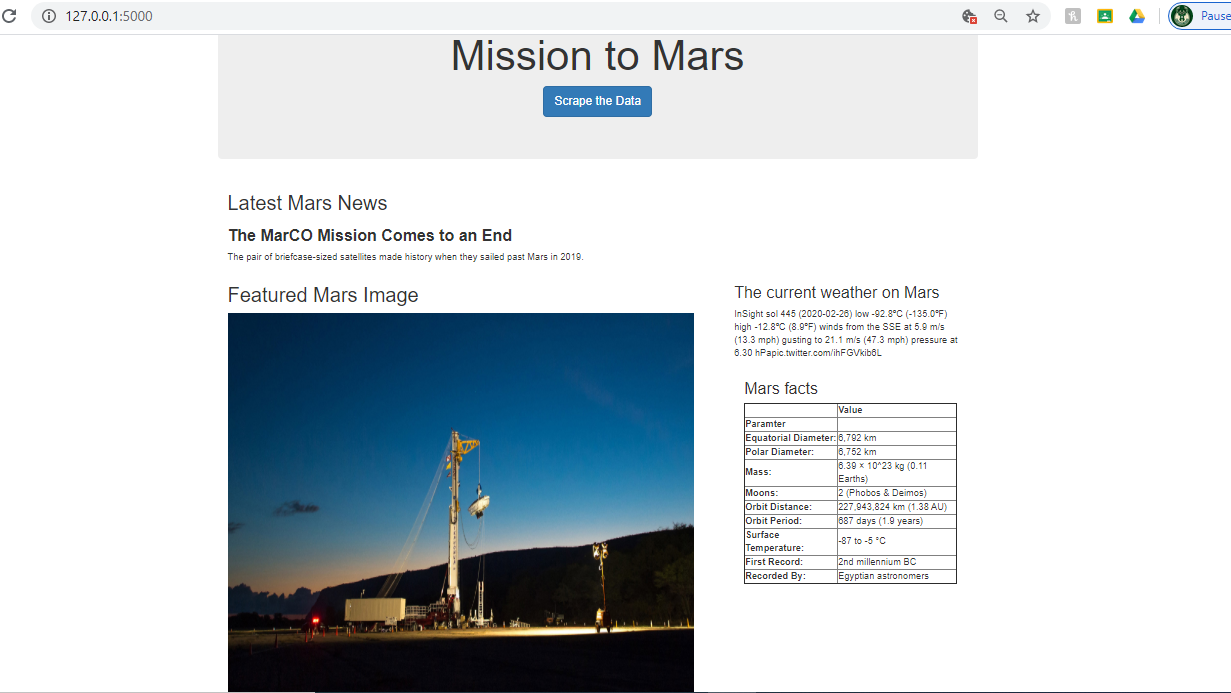 127.0.0.1:5000
Pause
Mission to Mars
Scrape the Data
Latest Mars News
The MarCO Mission Comes to an End
The pair of briefcase-sized satellites made history when they sailed past Mars in 2019.
Featured Mars Image
The current weather on Mars
InSight sol 445 (2020-02-26) low -92.8ºC (-135.0ºF)
high -12.8ºC (8.9ºF) winds from the SSE at 5.9 m/s
(13.3 mph) gusting to 21.1 m/s (47.3 mph) pressure at
6.30 hPapic.twitter.com/ihFGVkib6L
Mars facts
Value
Paramter
Equatorial Diameter: 6,792 km
Polar Diameter: 6,752 km
Mass: 6.39 × 10^23 kg (0.11
Earths)
Moons: 2 (Phobos & Deimos)
Orbit Distance: 227,943,824 km (1.38 AU)
Orbit Period: 687 days (1.9 years)
Surface
Temperature: -87 to -5 °C
First Record: 2nd millennium BC
Recorded By: Egyptian astronomers